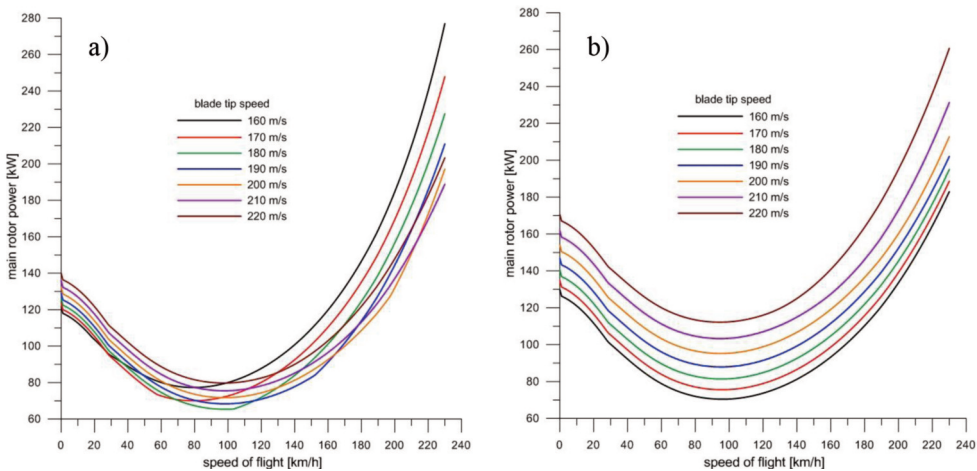 a)
280
260
240
220
200
180
160
140
120
100
80
60
main rotor power [kW]
blade tip speed
160 m/s
170 m/s
180 m/s
190 m/s
200 m/s
210 m/s
220 m/s
0 20 40 60 80 100 120 140 160 180 200 220 240
speed of flight [km/h]
b)
280
260
240
220
200
180
160
140
120
100
80
60
main rotor power [kW]
blade tip speed
160 m/s
170 m/s
180 m/s
190 m/s
200 m/s
210 m/s
220 m/s
0 20 40 60 80 100 120 140 160 180 200 220 240
speed of flight [km/h]